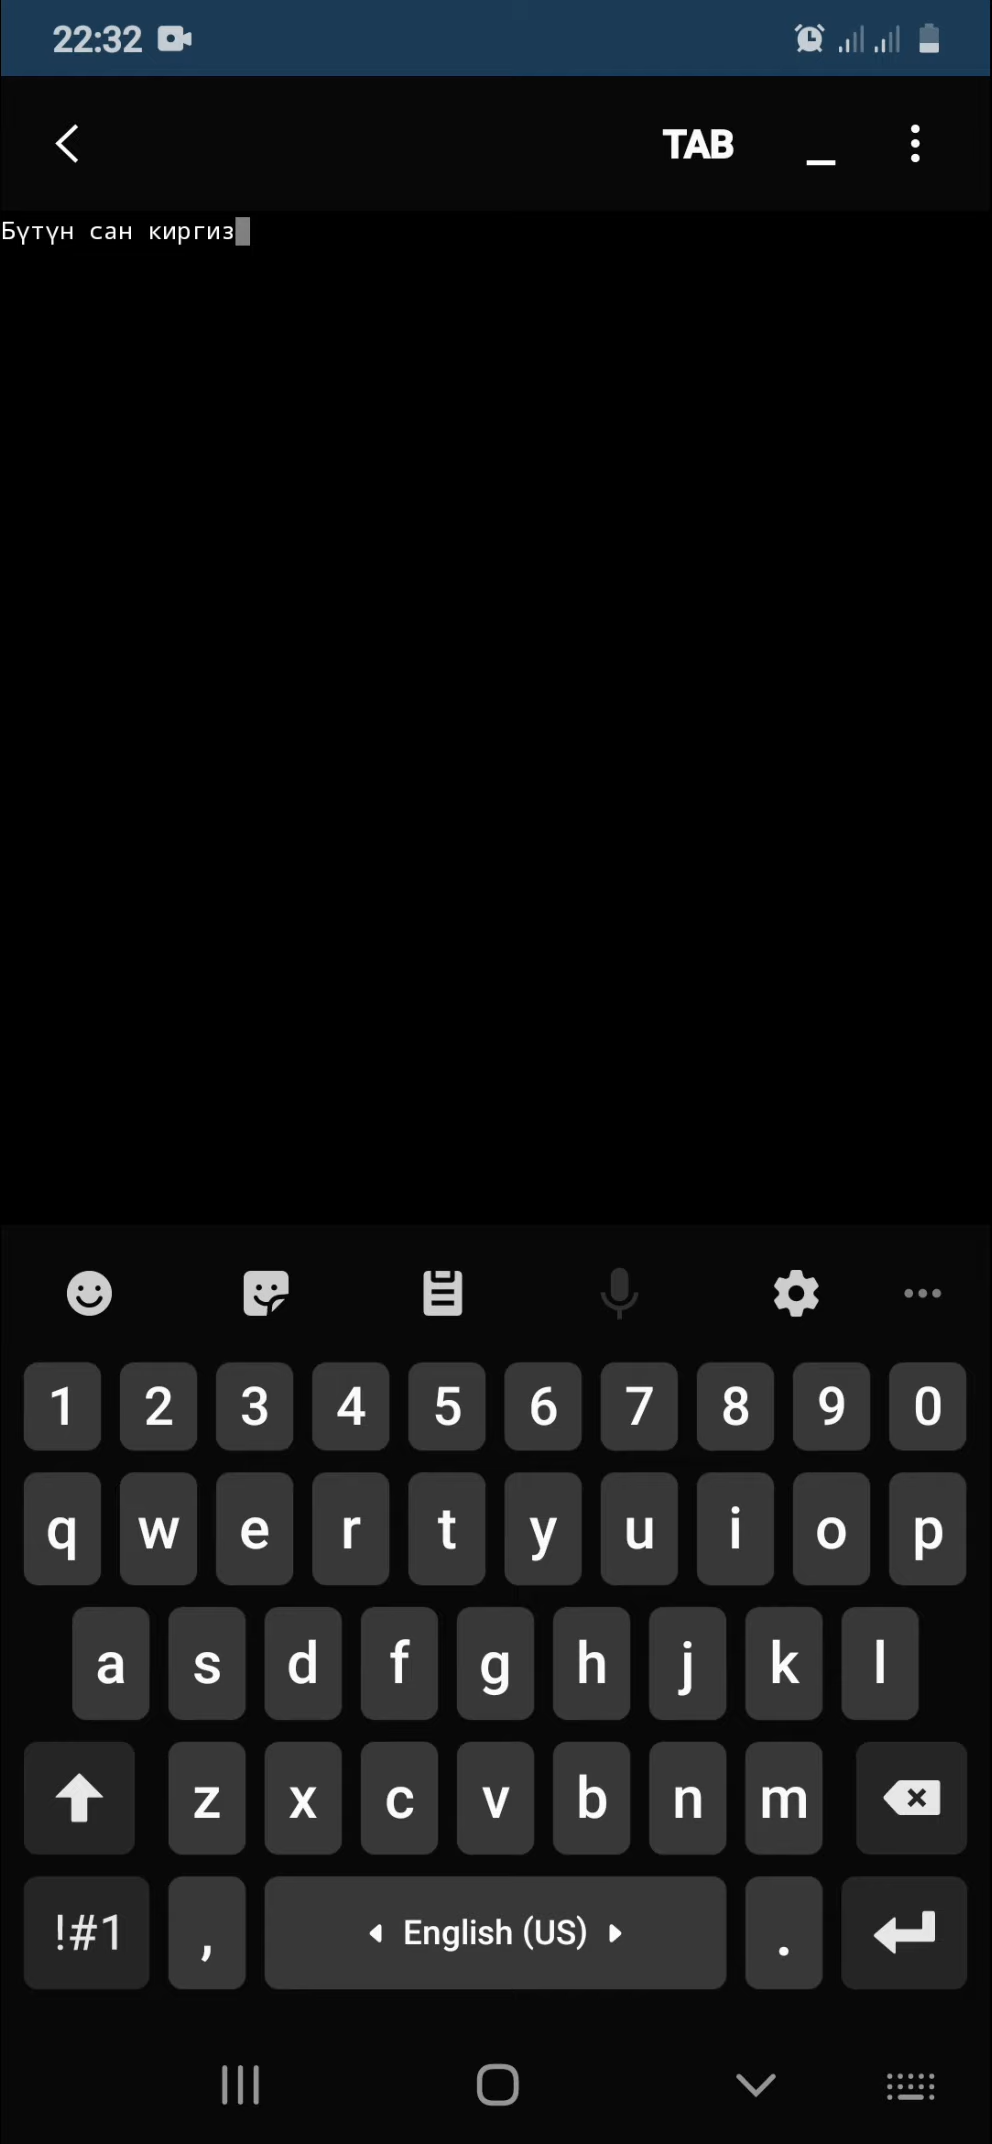 22:32
TAB _
Бүтүн сан киргиз
1 2 3 4 5 6 7 8 9 0
q w e r t y u i o p
a s d f g h j k l
z x c v b n m
!#1 , English (US) .